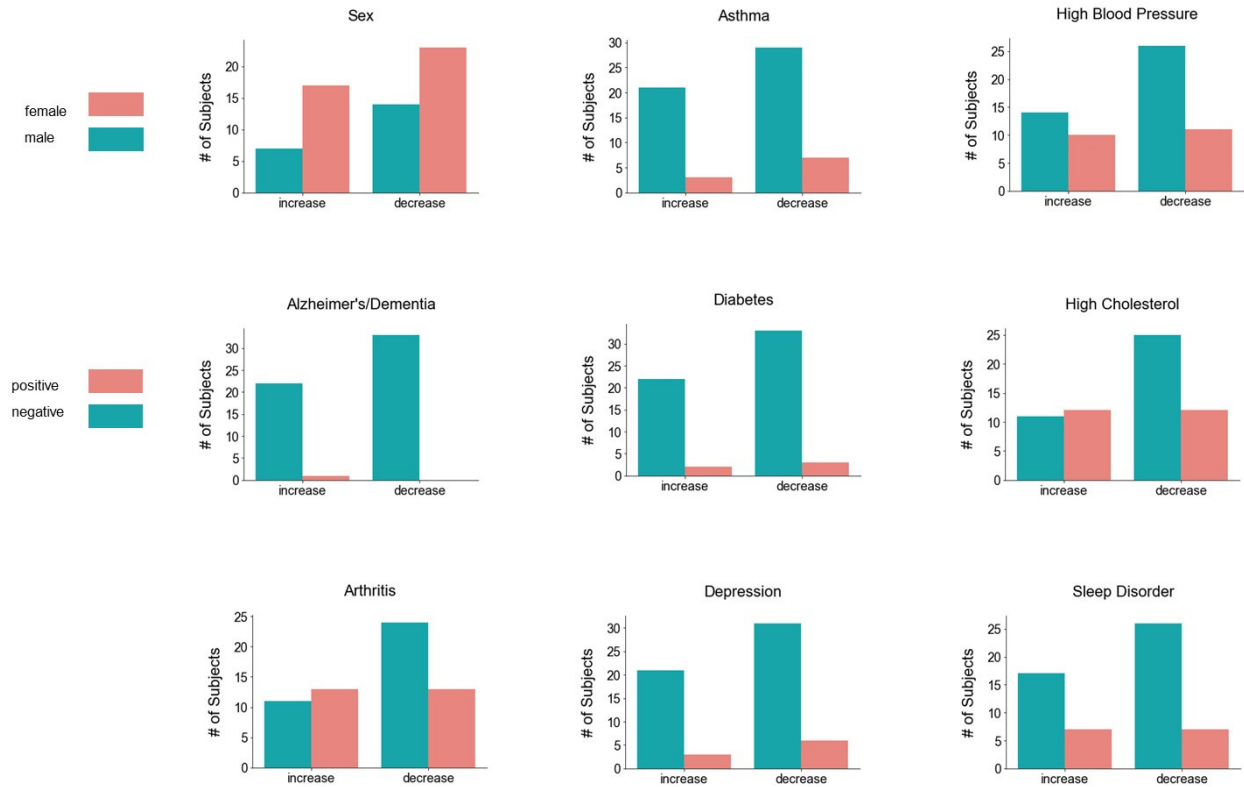 Sex
Asthma
High Blood Pressure
female
male
# of Subjects
20
15
10
5
0
increase
decrease
# of Subjects
30
25
20
15
10
5
0
increase
decrease
# of Subjects
25
20
15
10
5
0
increase
decrease
Alzheimer's/Dementia
Diabetes
High Cholesterol
positive
negative
# of Subjects
30
25
20
15
10
5
0
increase
decrease
# of Subjects
30
25
20
15
10
5
0
increase
decrease
# of Subjects
25
20
15
10
5
0
increase
decrease
Arthritis
Depression
Sleep Disorder
# of Subjects
25
20
15
10
5
0
increase
decrease
# of Subjects
30
25
20
15
10
5
0
increase
decrease
# of Subjects
25
20
15
10
5
0
increase
decrease